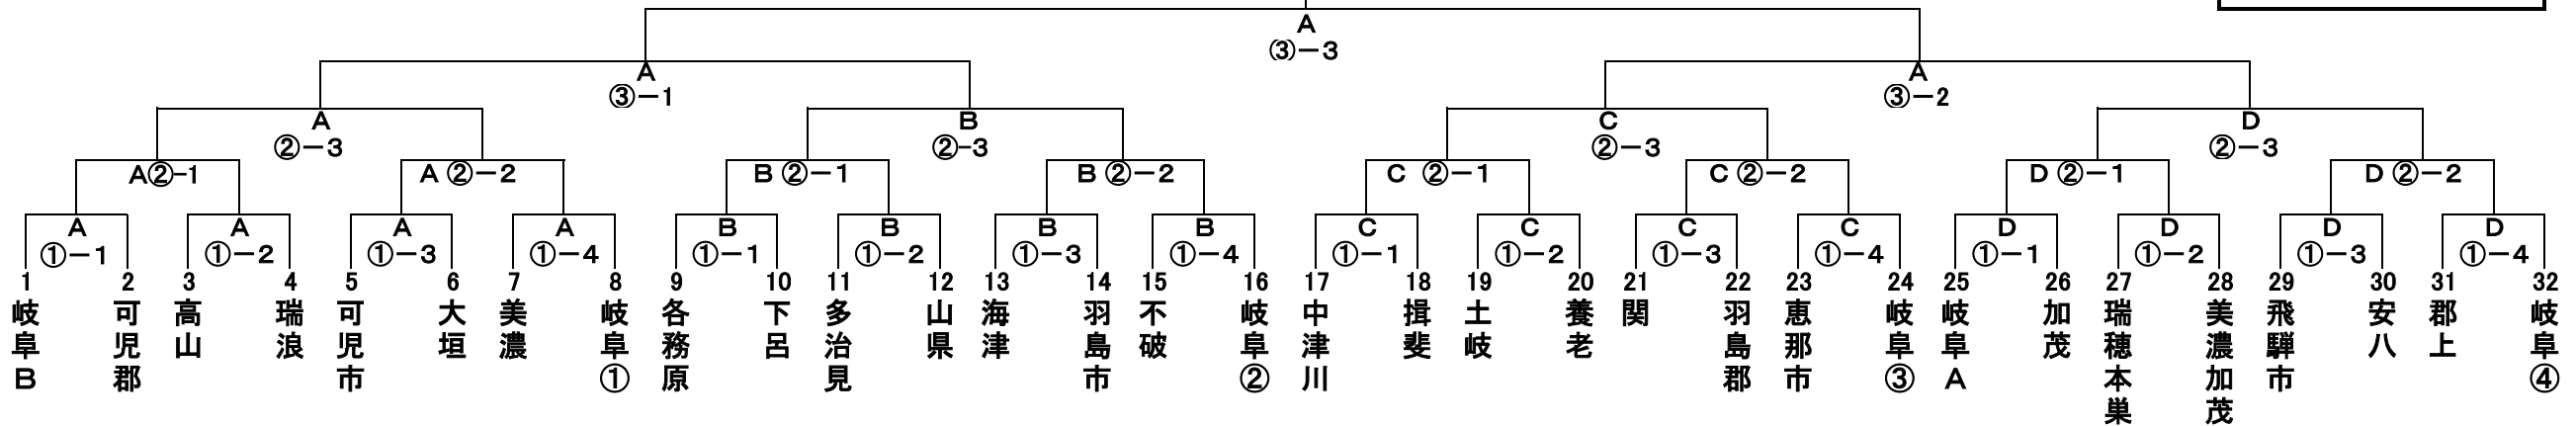 A
③－3
A
③－1
A
③－2
A
②－3
B
②-3
C
②－3
D
②－3
A②-1
A ②－2
B ②－1
B ②－2
C ②－1
C ②－2
D ②－1
D ②－2
A
①－1
A
①－2
A
①－3
A
①－4
B
①－1
B
①－2
B
①－3
B
①－4
C
①－1
C
①－2
C
①－3
C
①－4
D
①－1
D
①－2
D
①－3
D
①－4
1
岐阜B
2
可児郡
3
高山
4
瑞浪
5
可児市
6
大垣
7
美濃
8
岐阜①
9
各務原
10
下呂
11
多治見
12
山県
13
海津
14
羽島市
15
不破
16
岐阜②
17
中津川
18
揖斐
19
土岐
20
養老
21
関
22
羽島郡
23
恵那市
24
岐阜③
25
岐阜A
26
加茂
27
瑞穂本巣
28
美濃加茂
29
飛騨市
30
安八
31
郡上
32
岐阜④